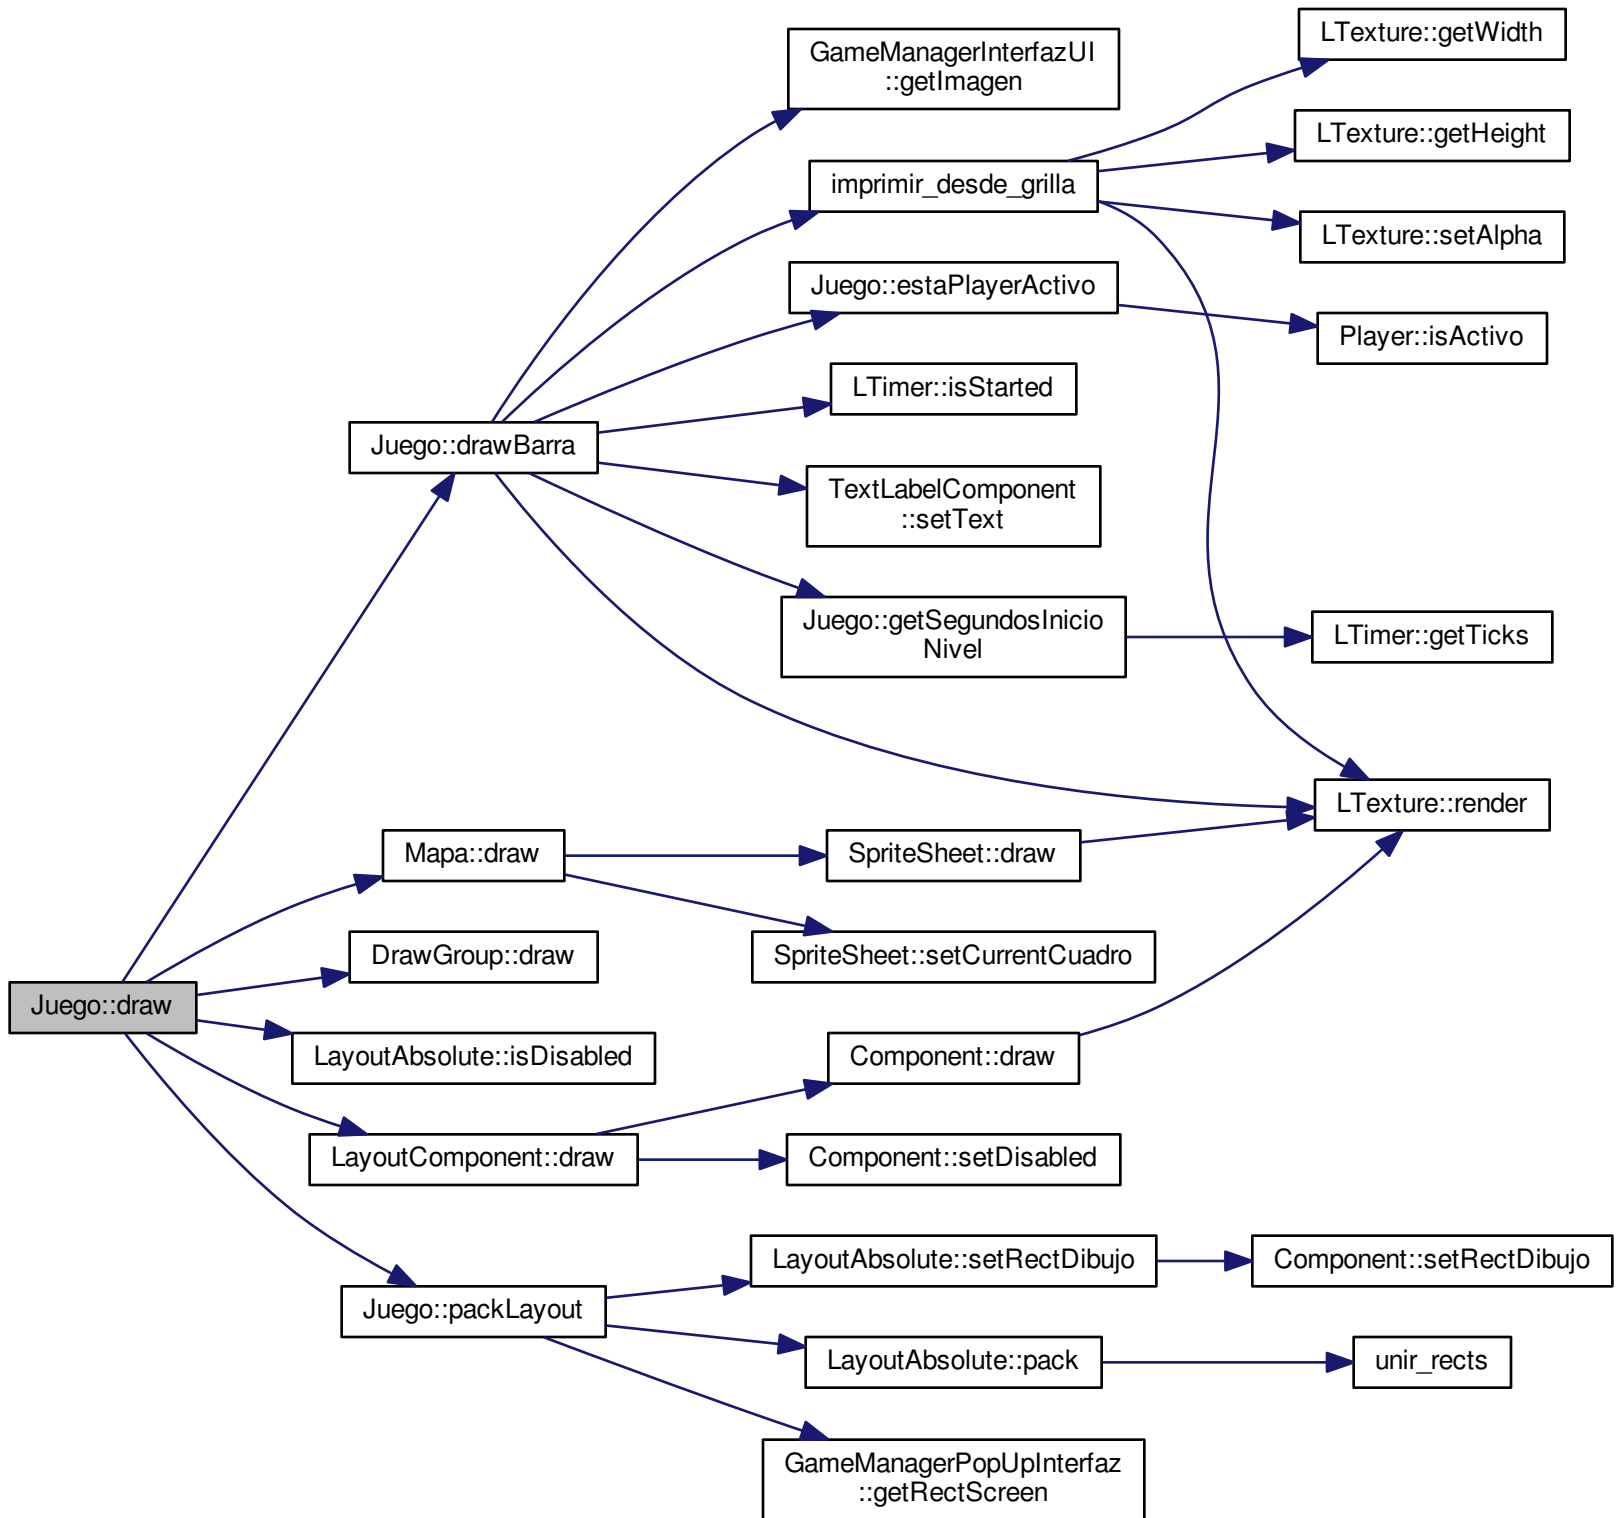 LTexture::getWidth
GameManagerInterfazUI
::getImagen
LTexture::getHeight
imprimir_desde_grilla
LTexture::setAlpha
Juego::estaPlayerActivo
Player::isActivo
LTimer::isStarted
Juego::drawBarra
TextLabelComponent
::setText
Juego::getSegundosInicio
Nivel
LTimer::getTicks
LTexture::render
Mapa::draw
SpriteSheet::draw
DrawGroup::draw
SpriteSheet::setCurrentCuadro
Juego::draw
LayoutAbsolute::isDisabled
Component::draw
LayoutComponent::draw
Component::setDisabled
LayoutAbsolute::setRectDibujo
Component::setRectDibujo
Juego::packLayout
LayoutAbsolute::pack
unir_rects
GameManagerPopUpInterfaz
::getRectScreen